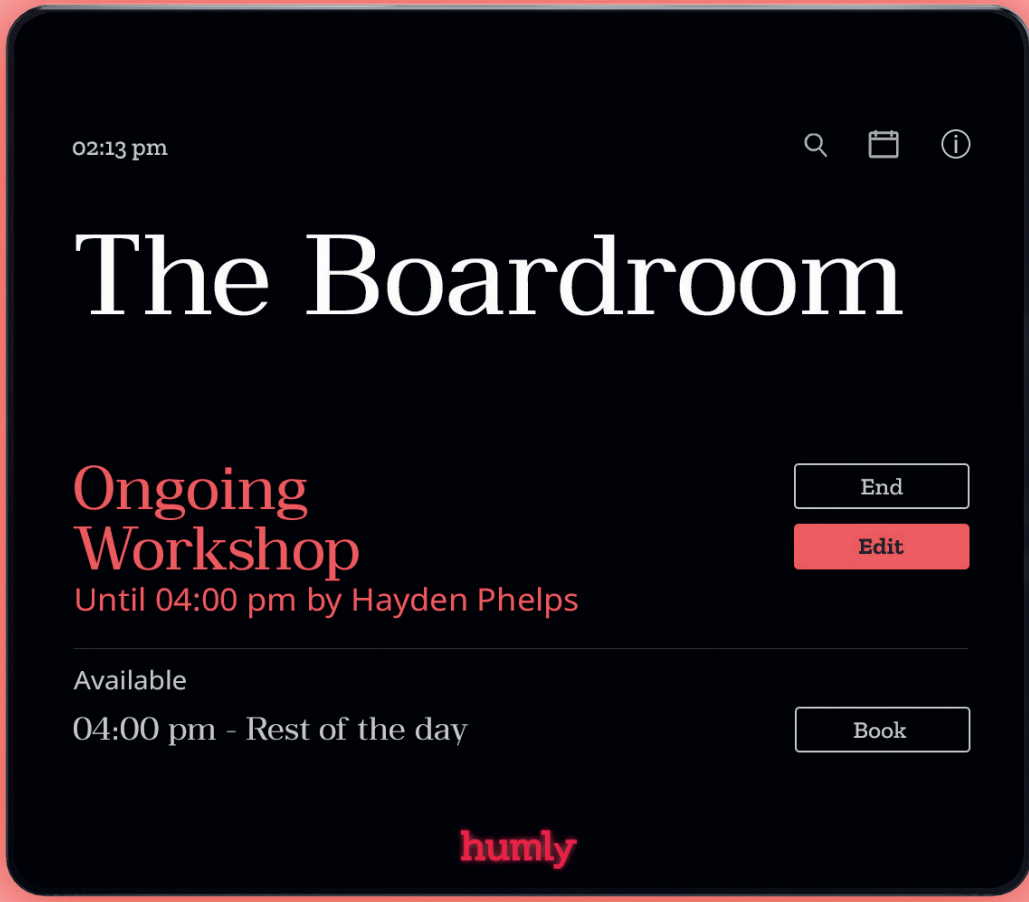 02:13 pm
The Boardroom
Ongoing
Workshop
Until 04:00 pm by Hayden Phelps
End
Edit
Available
04:00 pm - Rest of the day
Book
humly